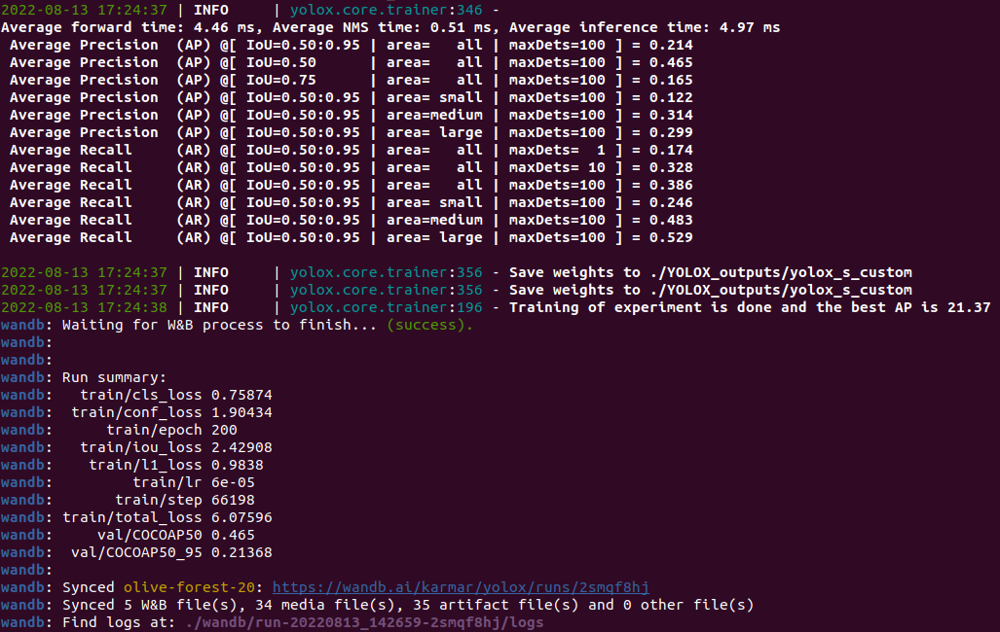 2022-08-13 17:24:37 | INFO     | yolox.core.trainer:346 -
Average forward time: 4.46 ms, Average NMS time: 0.51 ms, Average inference time: 4.97 ms
 Average Precision  (AP) @[ IoU=0.50:0.95 | area=   all | maxDets=100 ] = 0.214
 Average Precision  (AP) @[ IoU=0.50      | area=   all | maxDets=100 ] = 0.465
 Average Precision  (AP) @[ IoU=0.75      | area=   all | maxDets=100 ] = 0.165
 Average Precision  (AP) @[ IoU=0.50:0.95 | area= small | maxDets=100 ] = 0.122
 Average Precision  (AP) @[ IoU=0.50:0.95 | area=medium | maxDets=100 ] = 0.314
 Average Precision  (AP) @[ IoU=0.50:0.95 | area= large | maxDets=100 ] = 0.299
 Average Recall     (AR) @[ IoU=0.50:0.95 | area=   all | maxDets=  1 ] = 0.174
 Average Recall     (AR) @[ IoU=0.50:0.95 | area=   all | maxDets= 10 ] = 0.328
 Average Recall     (AR) @[ IoU=0.50:0.95 | area=   all | maxDets=100 ] = 0.386
 Average Recall     (AR) @[ IoU=0.50:0.95 | area= small | maxDets=100 ] = 0.246
 Average Recall     (AR) @[ IoU=0.50:0.95 | area=medium | maxDets=100 ] = 0.483
 Average Recall     (AR) @[ IoU=0.50:0.95 | area= large | maxDets=100 ] = 0.529
2022-08-13 17:24:37 | INFO     | yolox.core.trainer:356 - Save weights to ./YOLOX_outputs/yolox_s_custom
2022-08-13 17:24:37 | INFO     | yolox.core.trainer:356 - Save weights to ./YOLOX_outputs/yolox_s_custom
2022-08-13 17:24:38 | INFO     | yolox.core.trainer:196 - Training of experiment is done and the best AP is 21.37
wandb: Waiting for W&B process to finish... (success).
wandb:
wandb:
wandb: Run summary:
wandb:   train/cls_loss 0.75874
wandb:  train/conf_loss 1.90434
wandb:      train/epoch 200
wandb:   train/iou_loss 2.42908
wandb:    train/l1_loss 0.9838
wandb:         train/lr 6e-05
wandb:       train/step 66198
wandb: train/total_loss 6.07596
wandb:     val/COCOAP50 0.465
wandb:  val/COCOAP50_95 0.21368
wandb:
wandb: Synced olive-forest-20: https://wandb.ai/karmar/yolox/runs/2smqf8hj
wandb: Synced 5 W&B file(s), 34 media file(s), 35 artifact file(s) and 0 other file(s)
wandb: Find logs at: ./wandb/run-20220813_142659-2smqf8hj/logs